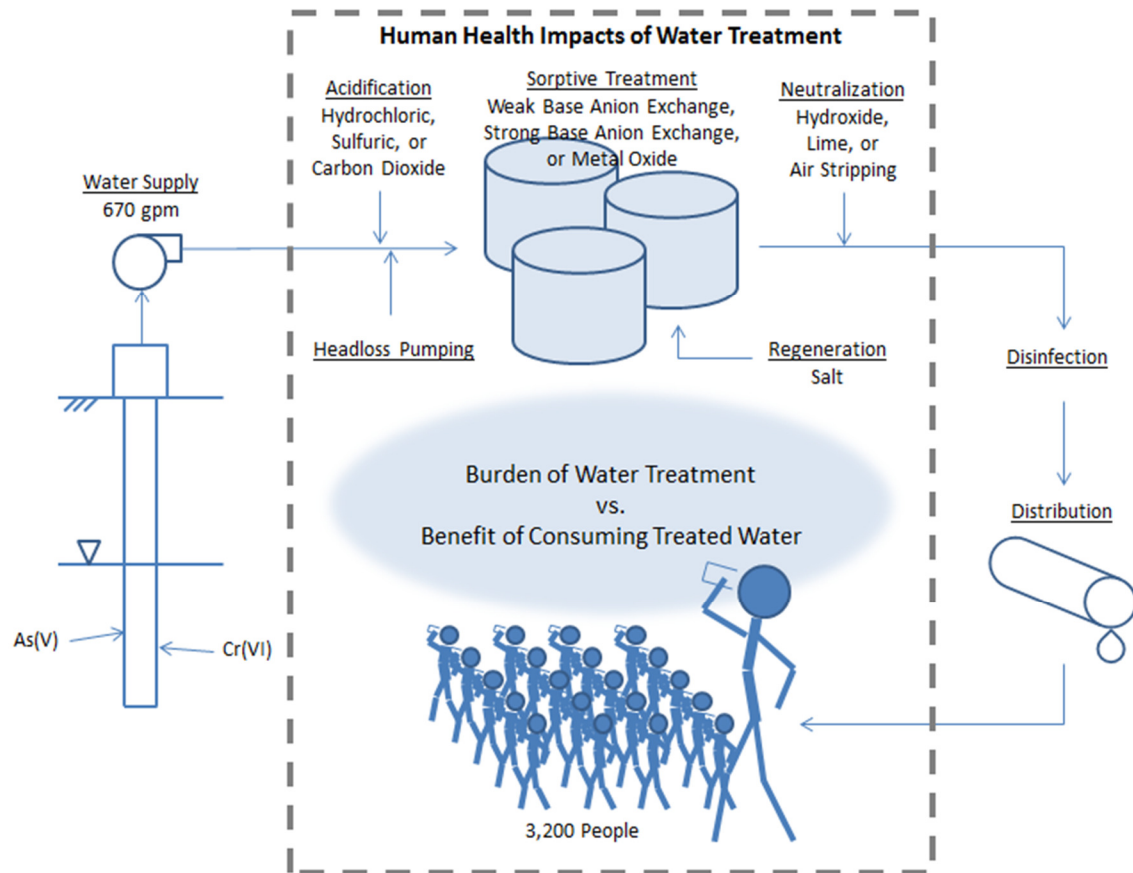 Human Health Impacts of Water Treatment
Acidification
Hydrochloric,
Sulfuric, or
Carbon Dioxide
Sorptive Treatment
Weak Base Anion Exchange,
Strong Base Anion Exchange,
or Metal Oxide
Neutralization
Hydroxide,
Lime, or
Air Stripping
Water Supply
670 gpm
Headloss Pumping
Regeneration
Salt
Disinfection
Burden of Water Treatment
vs.
Benefit of Consuming Treated Water
Distribution
As(V)
Cr(VI)
3,200 People